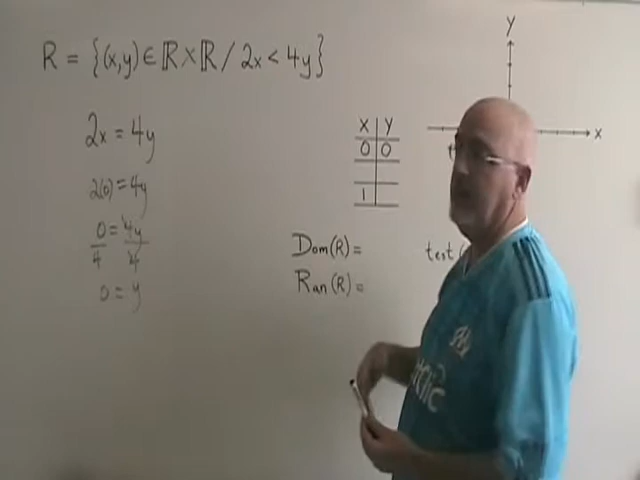 R = {(x,y) ∈ ℝ×ℝ / 2x < 4y}
Y
x
2x = 4y
2(0) = 4y
0 = 4y
4 4
0 = y
X Y
0 0
1
Dom(R) =
Ran(R) =
test(